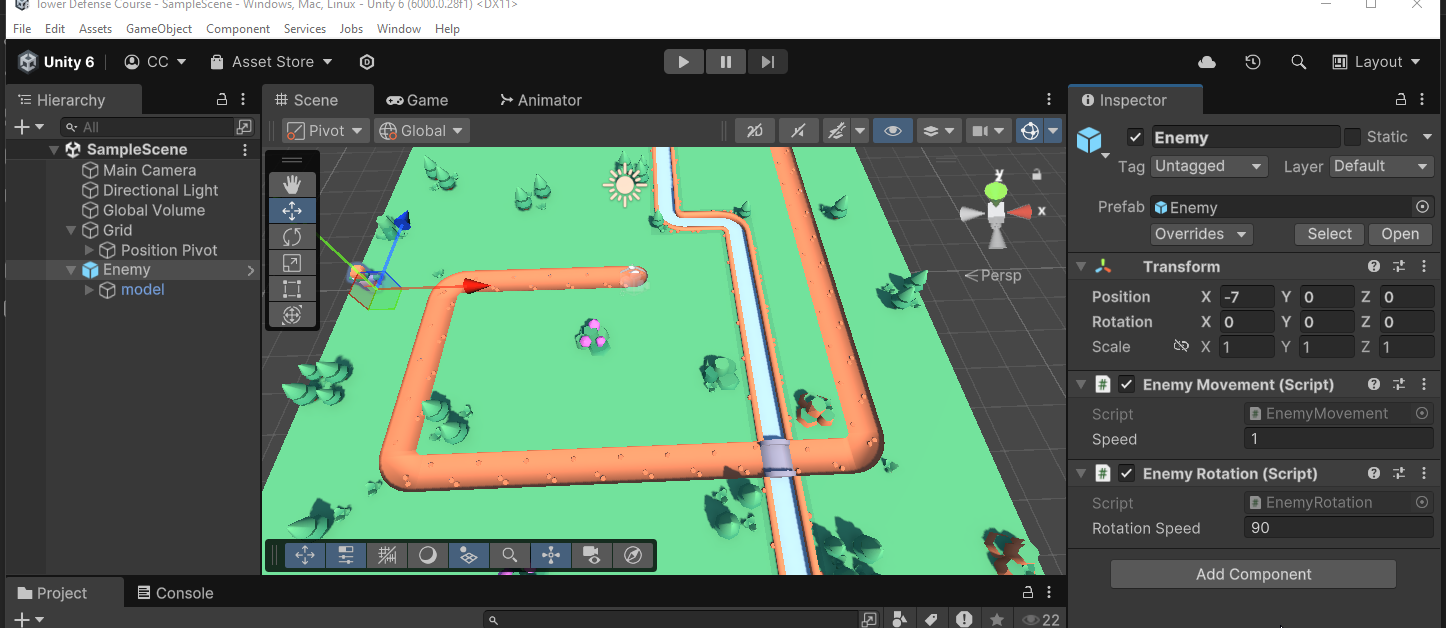 Tower Defense Course - SampleScene - Windows, Mac, Linux - Unity 6 (6000.0.28f1) <DX11>
File Edit Assets GameObject Component Services Jobs Window Help
Unity 6 CC Asset Store Layout
Hierarchy
All
SampleScene
Main Camera
Directional Light
Global Volume
Grid
Position Pivot
Enemy
model
Scene Game Animator
Pivot Global
y
x
Persp
Inspector
Enemy Static
Tag Untagged Layer Default
Prefab Enemy
Overrides Select Open
Transform
Position X -7 Y 0 Z 0
Rotation X 0 Y 0 Z 0
Scale X 1 Y 1 Z 1
# Enemy Movement (Script)
Script EnemyMovement
Speed 1
# Enemy Rotation (Script)
Script EnemyRotation
Rotation Speed 90
Add Component
Project Console
22